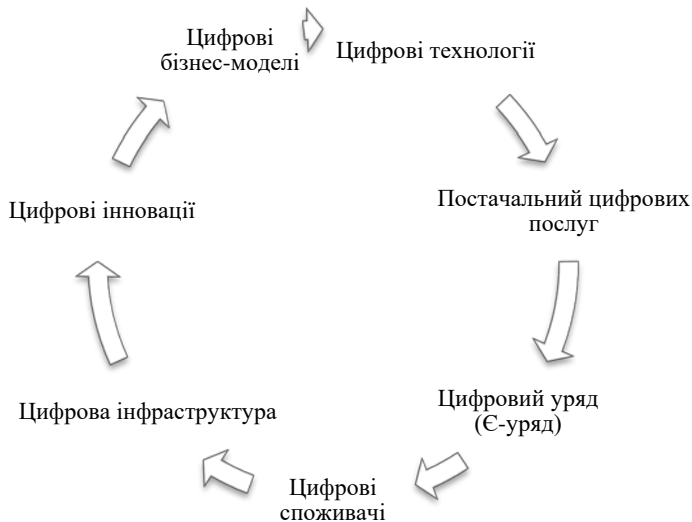 Цифрові
бізнес-моделі
Цифрові технології
Постачальний цифрових
послуг
Цифровий уряд
(Є-уряд)
Цифрові
споживачі
Цифрова інфраструктура
Цифрові інновації